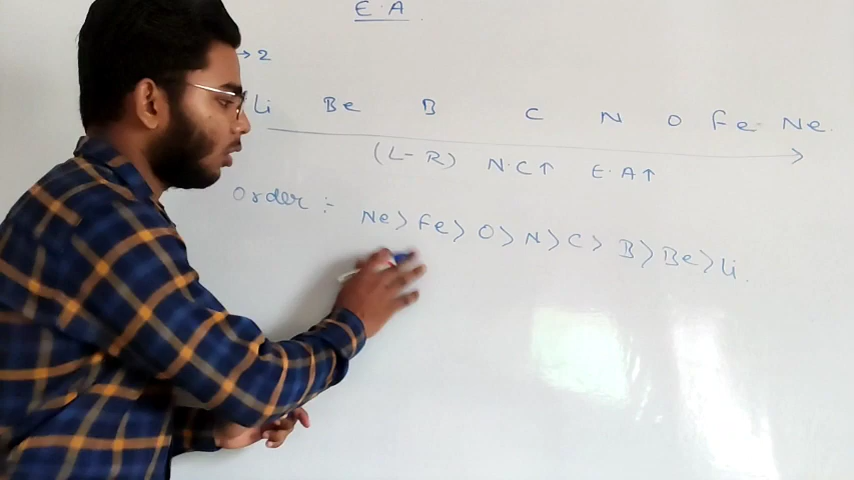 E.A
→ 2
Li Be B C N O Fe Ne.
(L-R) N.C↑ E.A↑
Order :- Ne > Fe > O > N > C > B > Be > Li.